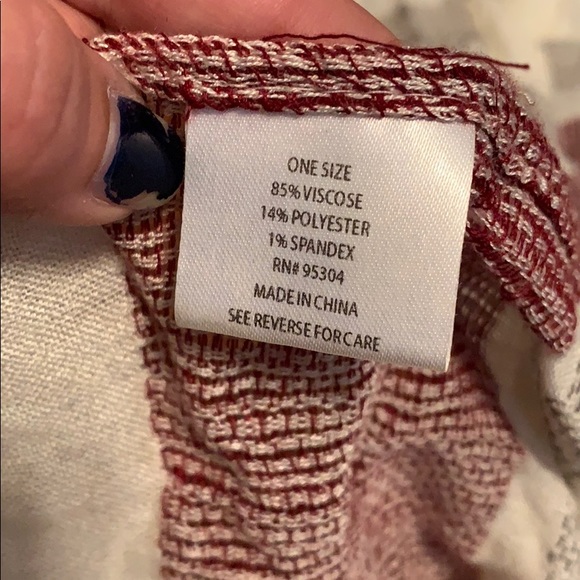 ONE SIZE
85% VISCOSE
14% POLYESTER
1% SPANDEX
RN# 95304
MADE IN CHINA
SEE REVERSE FOR CARE